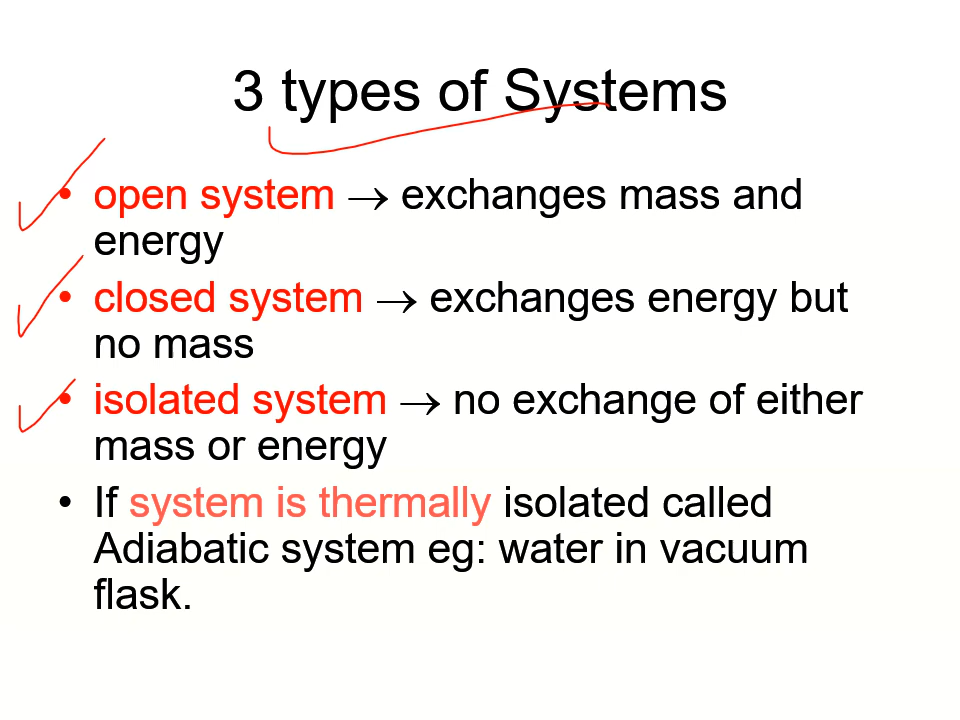 3 types of Systems
• open system → exchanges mass and
energy
• closed system → exchanges energy but
no mass
• isolated system → no exchange of either
mass or energy
• If system is thermally isolated called
Adiabatic system eg: water in vacuum
flask.